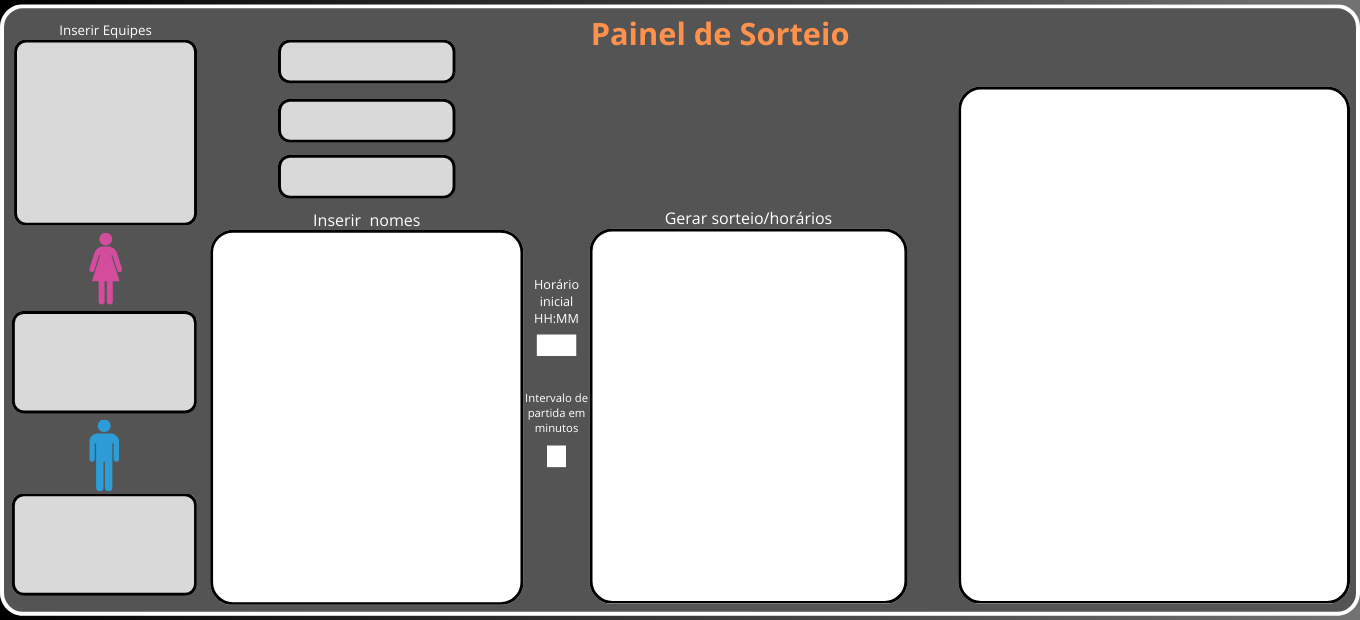 Painel de Sorteio
Inserir Equipes
Inserir nomes
Gerar sorteio/horários
Horário
inicial
HH:MM
Intervalo de
partida em
minutos